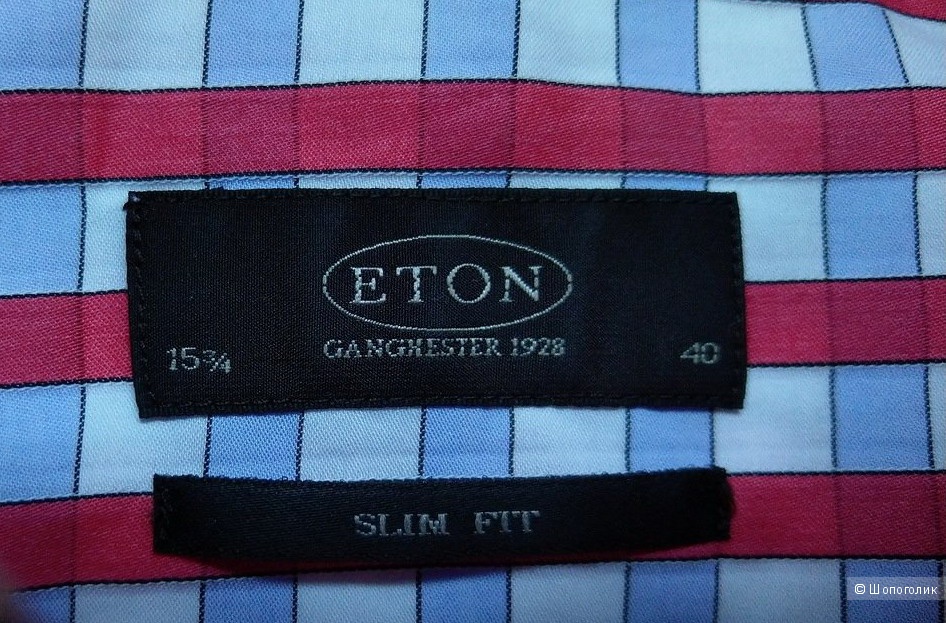 ETON
GANGHESTER 1928
15¾ 40
SLIM FIT
© Шопоголик